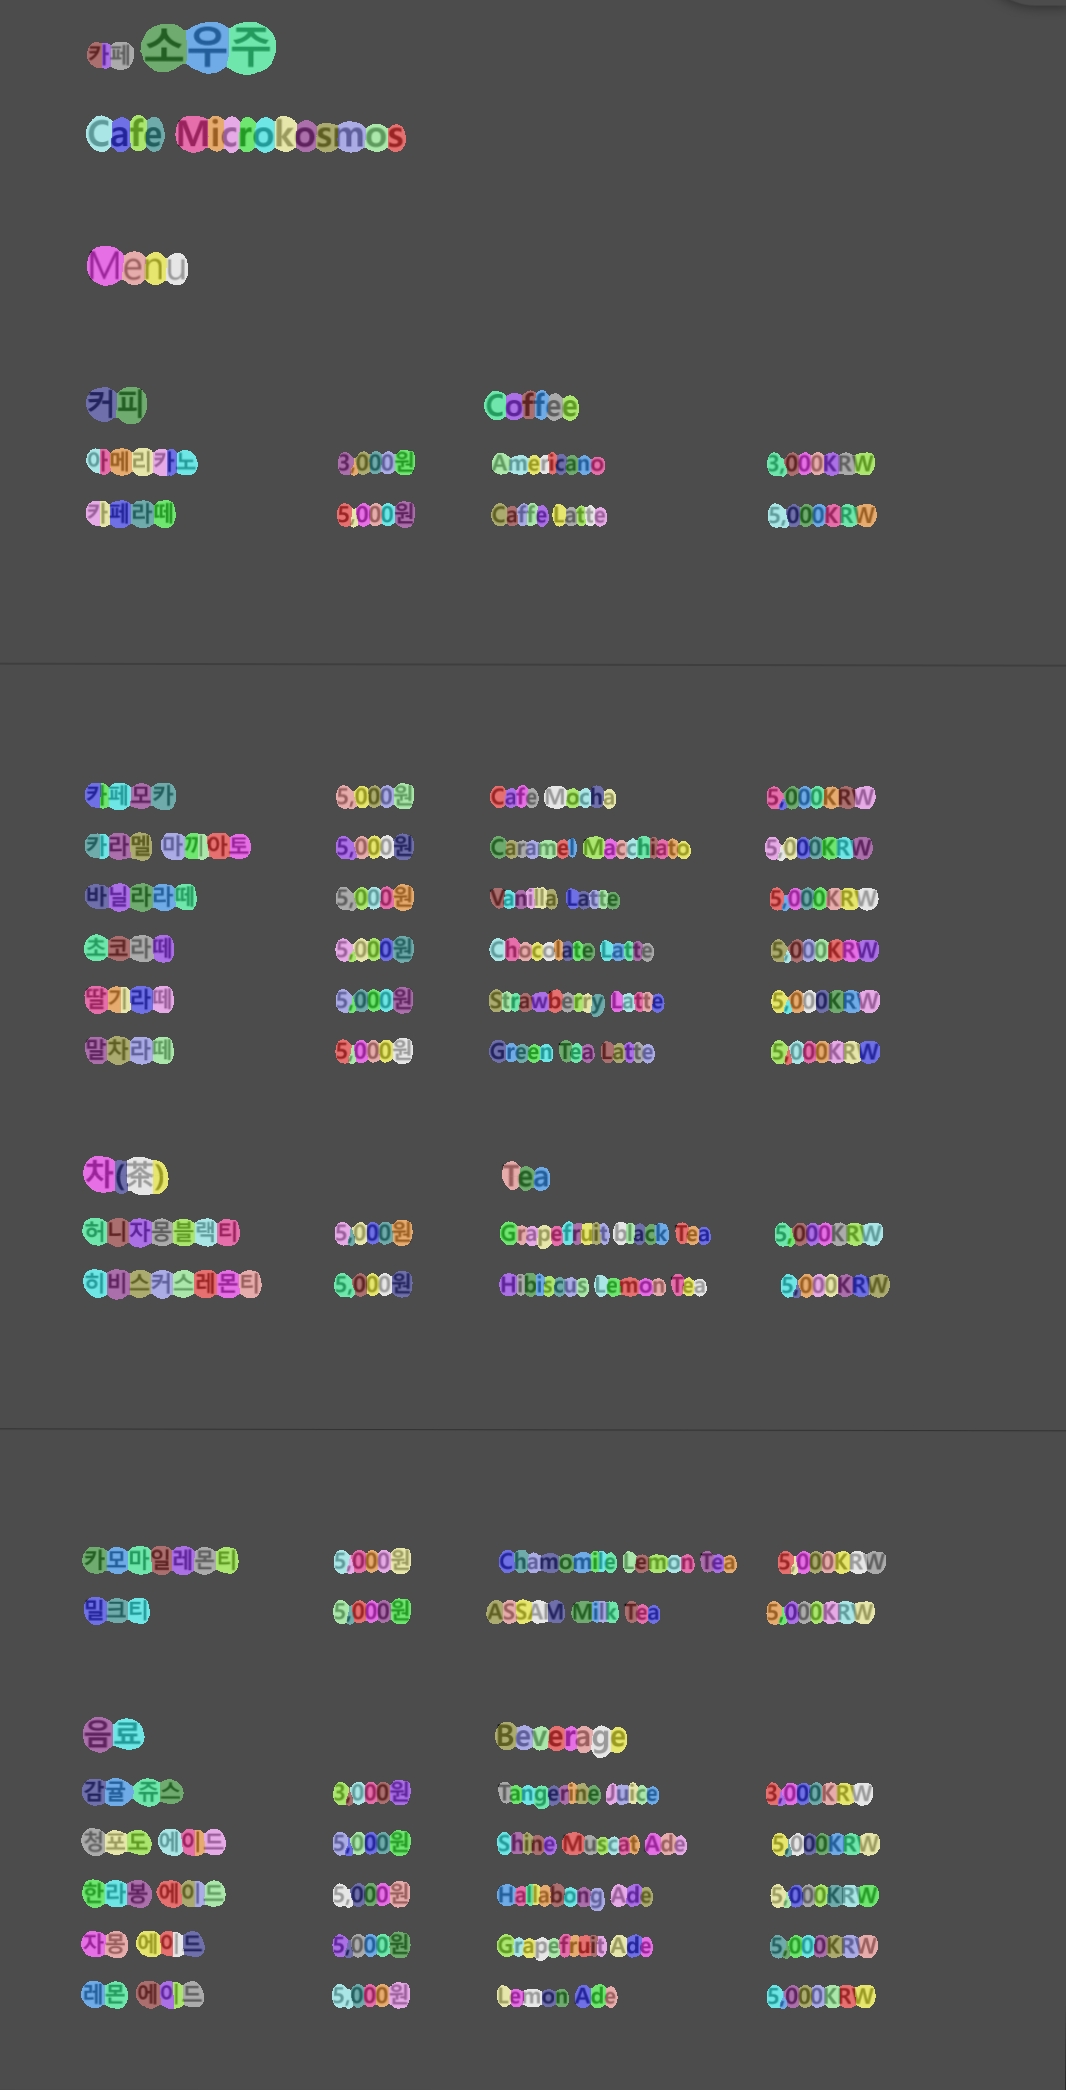 카페 소우주
Cafe Microkosmos
Menu
커피 Coffee
아메리카노 3,000원 Americano 3,000KRW
카페라떼 5,000원 Caffe Latte 5,000KRW
카페모카 5,000원 Cafe Mocha 5,000KRW
카라멜 마끼아토 5,000원 Caramel Macchiato 5,000KRW
바닐라라떼 5,000원 Vanilla Latte 5,000KRW
초코라떼 5,000원 Chocolate Latte 5,000KRW
딸기라떼 5,000원 Strawberry Latte 5,000KRW
말차라떼 5,000원 Green Tea Latte 5,000KRW
차(茶) Tea
허니자몽블랙티 5,000원 Grapefruit black Tea 5,000KRW
히비스커스레몬티 5,000원 Hibiscus Lemon Tea 5,000KRW
카모마일레몬티 5,000원 Chamomile Lemon Tea 5,000KRW
밀크티 5,000원 ASSAM Milk Tea 5,000KRW
음료 Beverage
감귤쥬스 3,000원 Tangerine Juice 3,000KRW
청포도 에이드 5,000원 Shine Muscat Ade 5,000KRW
한라봉 에이드 5,000원 Hallabong Ade 5,000KRW
자몽 에이드 5,000원 Grapefruit Ade 5,000KRW
레몬 에이드 5,000원 Lemon Ade 5,000KRW